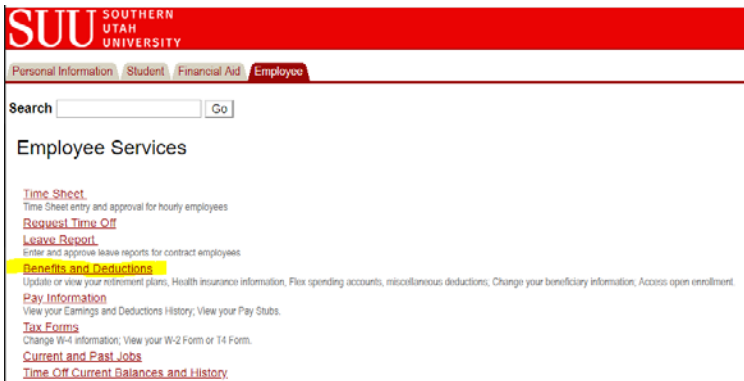 SUU SOUTHERN
UTAH
UNIVERSITY
Personal Information Student Financial Aid Employee
Search Go
Employee Services
Time Sheet
Time Sheet entry and approval for hourly employees
Request Time Off
Leave Report
Enter and approve leave reports for contract employees
Benefits and Deductions
Update or view your retirement plans, Health insurance information, Flex spending accounts, miscellaneous deductions; Change your beneficiary information, Access open enrollment.
Pay Information
View your Earnings and Deductions History; View your Pay Stubs.
Tax Forms
Change W-4 information; View your W-2 Form or T4 Form.
Current and Past Jobs
Time Off Current Balances and History